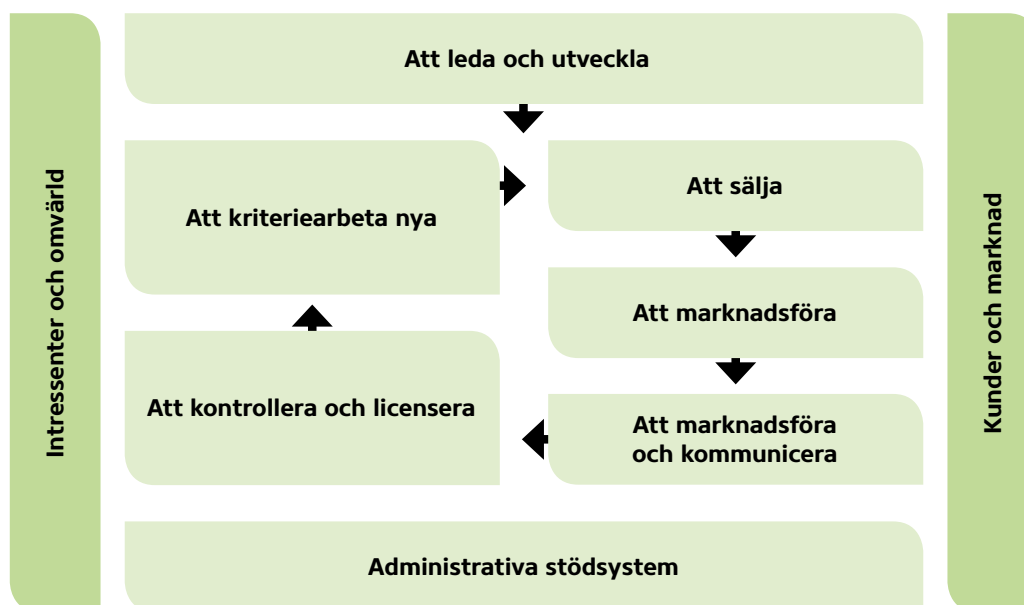 Att leda och utveckla
Intressenter och omvärld
Att kriteriearbeta nya
Att sälja
Att marknadsföra
Att kontrollera och licensera
Att marknadsföra
och kommunicera
Kunder och marknad
Administrativa stödsystem